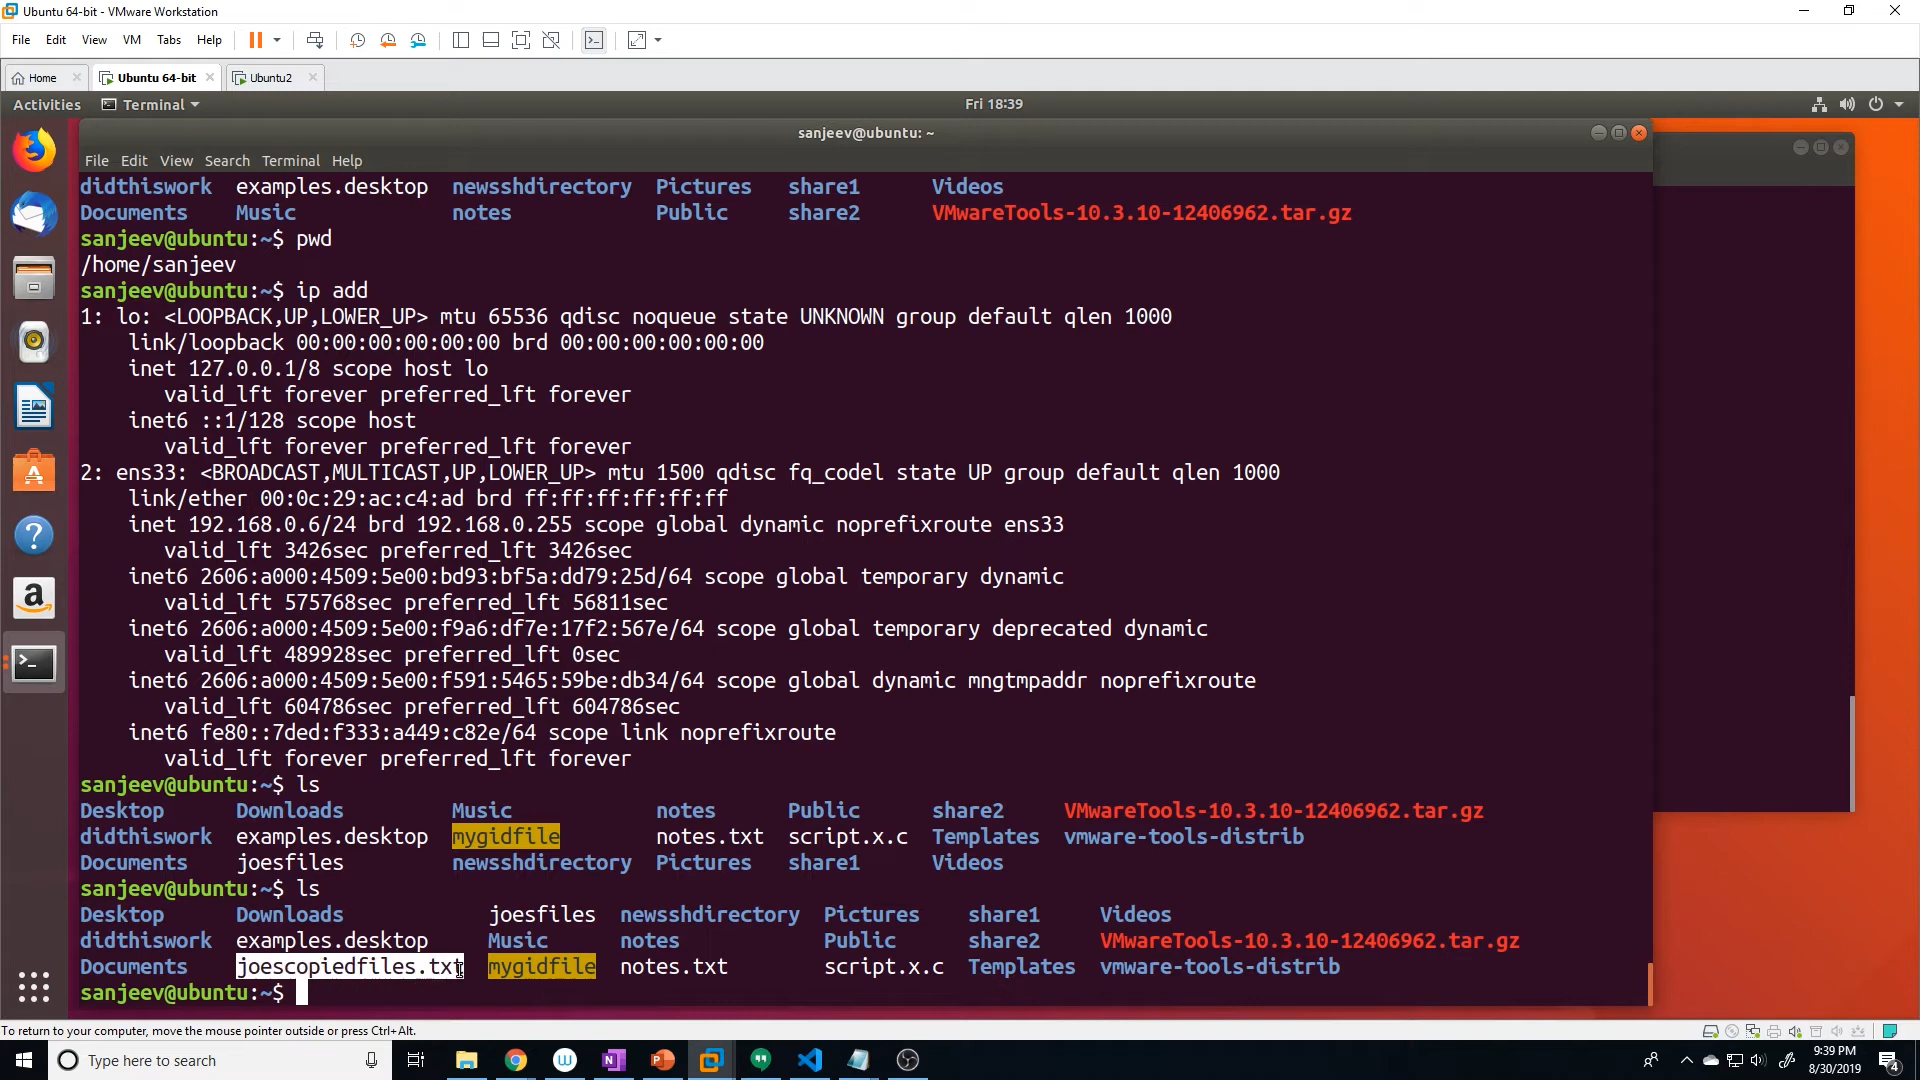 Ubuntu 64-bit - VMware Workstation
File Edit View VM Tabs Help
Home Ubuntu 64-bit Ubuntu2
Activities Terminal Fri 18:39
sanjeev@ubuntu: ~
File Edit View Search Terminal Help
didthiswork examples.desktop newsshdirectory Pictures share1 Videos
Documents Music notes Public share2 VMwareTools-10.3.10-12406962.tar.gz
sanjeev@ubuntu:~$ pwd
/home/sanjeev
sanjeev@ubuntu:~$ ip add
1: lo: <LOOPBACK,UP,LOWER_UP> mtu 65536 qdisc noqueue state UNKNOWN group default qlen 1000
link/loopback 00:00:00:00:00:00 brd 00:00:00:00:00:00
inet 127.0.0.1/8 scope host lo
valid_lft forever preferred_lft forever
inet6 ::1/128 scope host
valid_lft forever preferred_lft forever
2: ens33: <BROADCAST,MULTICAST,UP,LOWER_UP> mtu 1500 qdisc fq_codel state UP group default qlen 1000
link/ether 00:0c:29:ac:c4:ad brd ff:ff:ff:ff:ff:ff
inet 192.168.0.6/24 brd 192.168.0.255 scope global dynamic noprefixroute ens33
valid_lft 3426sec preferred_lft 3426sec
inet6 2606:a000:4509:5e00:bd93:bf5a:dd79:25d/64 scope global temporary dynamic
valid_lft 575768sec preferred_lft 56811sec
inet6 2606:a000:4509:5e00:f9a6:df7e:17f2:567e/64 scope global temporary deprecated dynamic
valid_lft 489928sec preferred_lft 0sec
inet6 2606:a000:4509:5e00:f591:5465:59be:db34/64 scope global dynamic mngtmpaddr noprefixroute
valid_lft 604786sec preferred_lft 604786sec
inet6 fe80::7ded:f333:a449:c82e/64 scope link noprefixroute
valid_lft forever preferred_lft forever
sanjeev@ubuntu:~$ ls
Desktop Downloads Music notes Public share2 VMwareTools-10.3.10-12406962.tar.gz
didthiswork examples.desktop mygidfile notes.txt script.x.c Templates vmware-tools-distrib
Documents joesfiles newsshdirectory Pictures share1 Videos
sanjeev@ubuntu:~$ ls
Desktop Downloads joesfiles newsshdirectory Pictures share1 Videos
didthiswork examples.desktop Music notes Public share2 VMwareTools-10.3.10-12406962.tar.gz
Documents joescopiedfiles.txt mygidfile notes.txt script.x.c Templates vmware-tools-distrib
sanjeev@ubuntu:~$
To return to your computer, move the mouse pointer outside or press Ctrl+Alt.
Type here to search
9:39 PM
8/30/2019
4